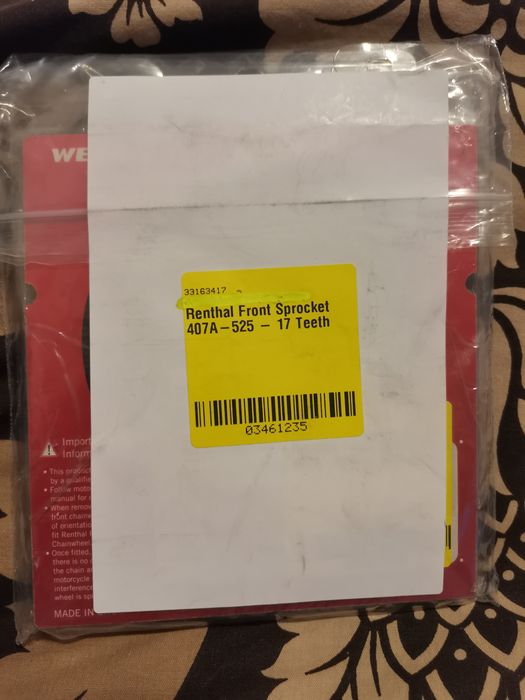 WE
33163417
Renthal Front Sprocket
407A-525 - 17 Teeth
03461235
Import
Inform
• This product
by a qualifie
• Follow moto
manual for
• When remov
front chainw
of orientatio
fit Renthal
Chainwheel
• Once fitted,
there is no
the chain a
motorcycle
interference
wheel is sp
MADE IN